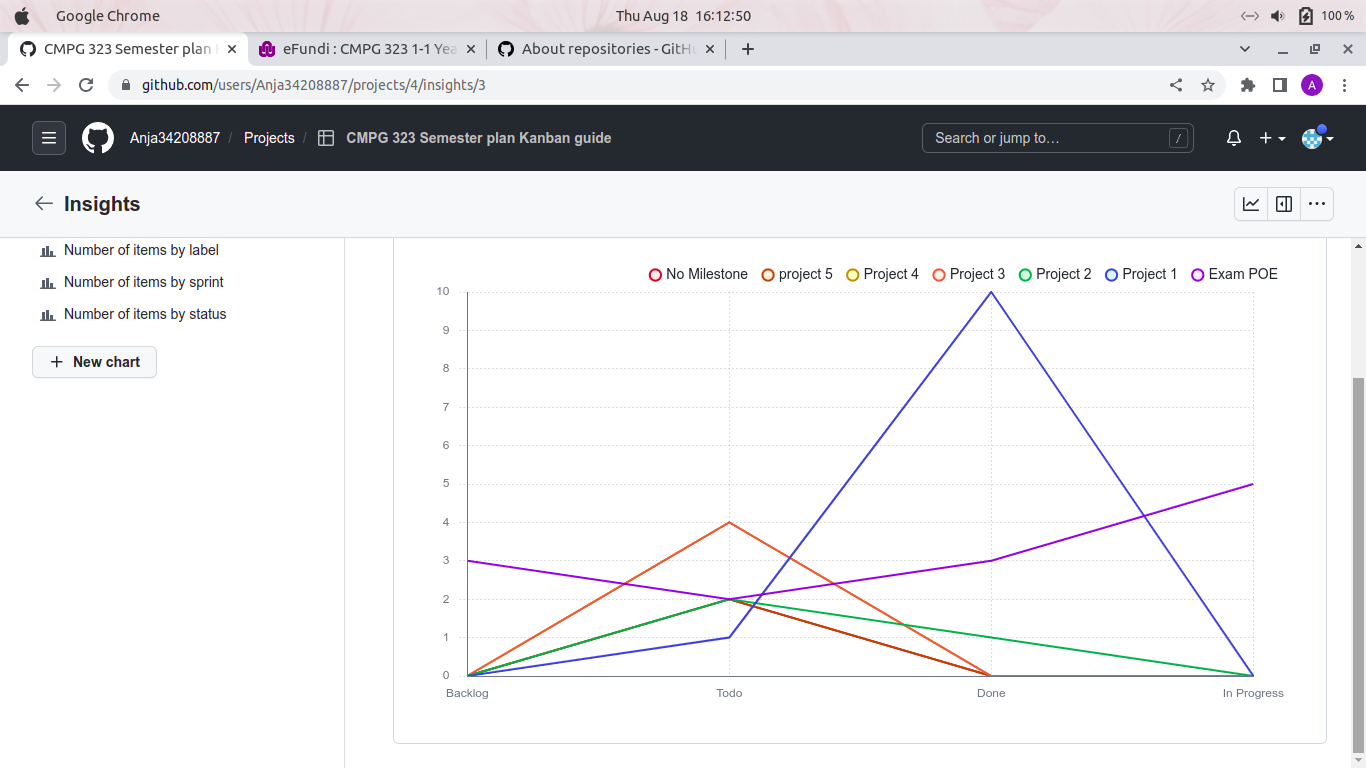 Google Chrome
Thu Aug 18 16:12:50
100 %
CMPG 323 Semester plan
eFundi : CMPG 323 1-1 Yea
About repositories - GitH
github.com/users/Anja34208887/projects/4/insights/3
A
Anja34208887 / Projects / CMPG 323 Semester plan Kanban guide
Search or jump to…
/
Insights
Number of items by label
Number of items by sprint
Number of items by status
New chart
No Milestone project 5 Project 4 Project 3 Project 2 Project 1 Exam POE
10
9
8
7
6
5
4
3
2
1
0
Backlog Todo Done In Progress